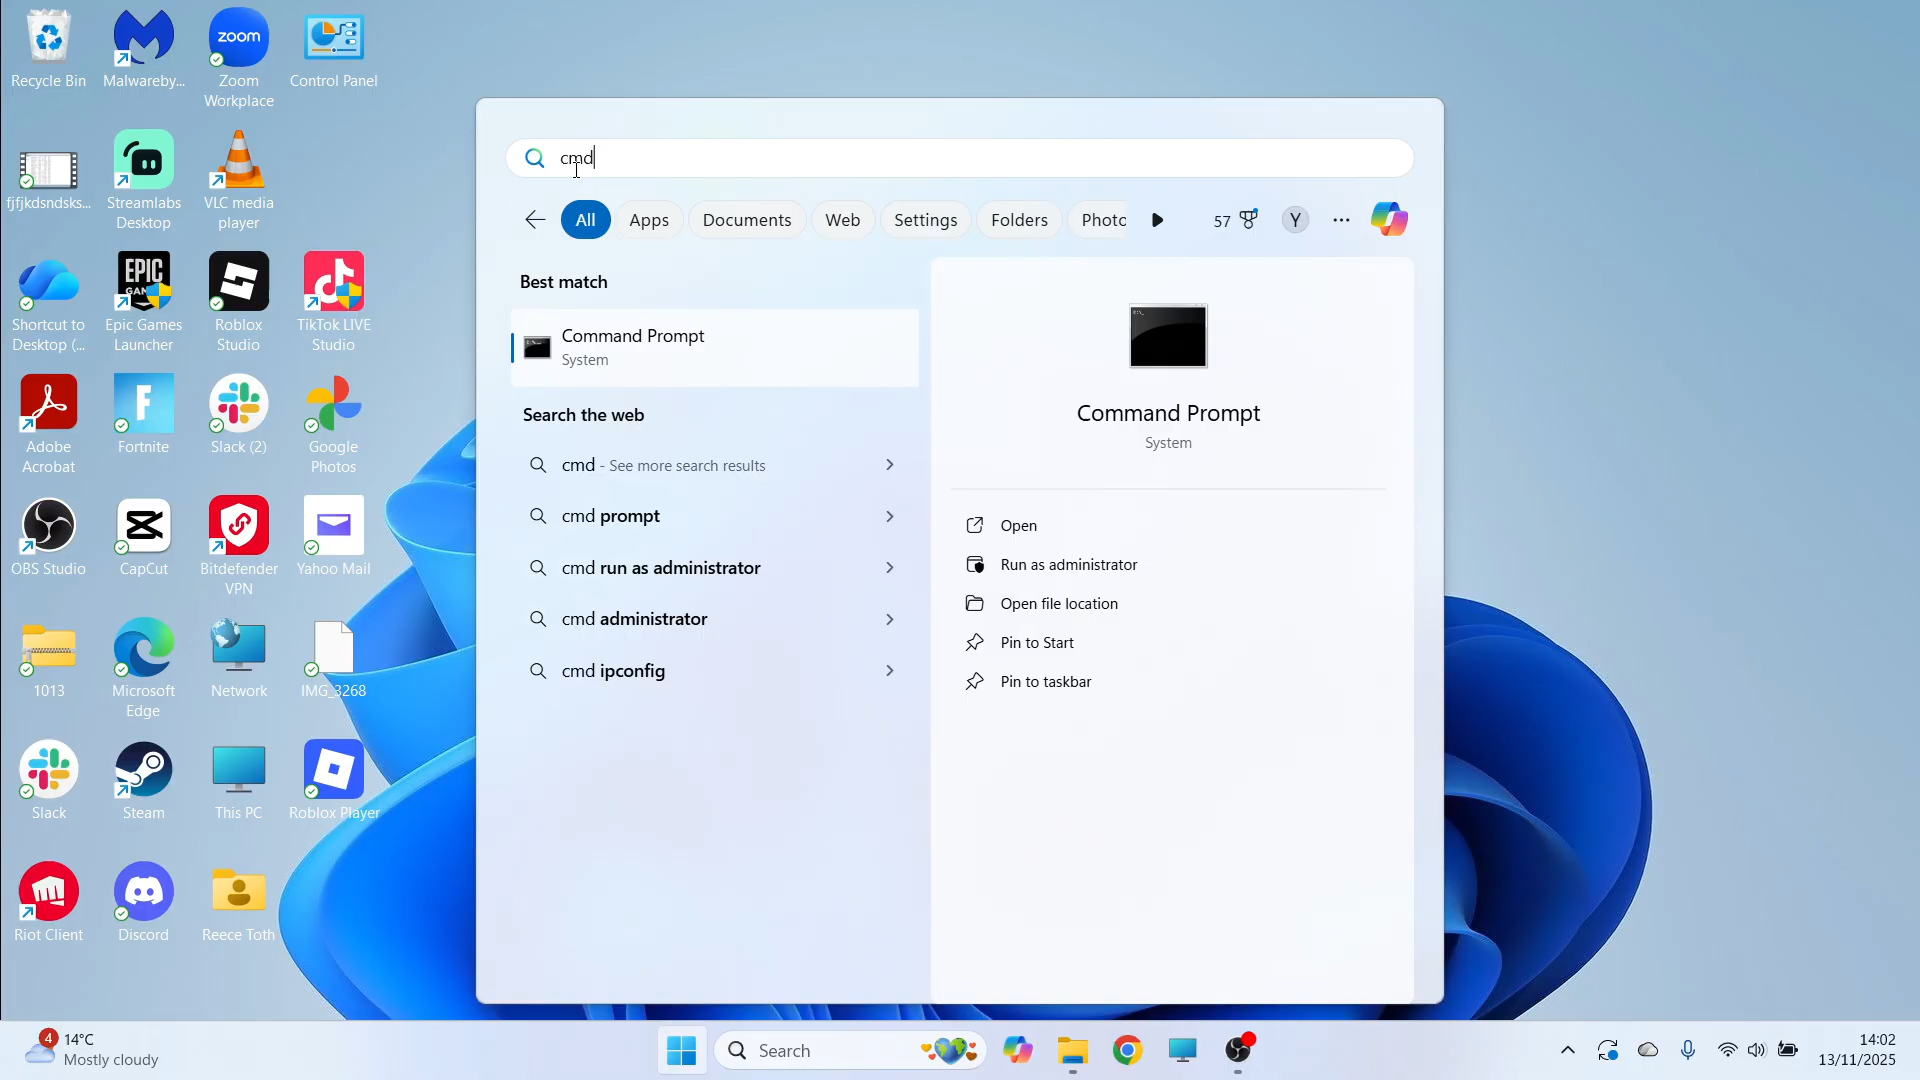 Recycle Bin
Malwareby...
zoom
Zoom
Workplace
Control Panel
fjfjkdsndsks...
Streamlabs
Desktop
VLC media
player
Shortcut to
Desktop (...
EPIC
GAMES
Epic Games
Launcher
Roblox
Studio
TikTok LIVE
Studio
Adobe
Acrobat
F
Fortnite
Slack (2)
Google
Photos
OBS Studio
CapCut
Bitdefender
VPN
Yahoo Mail
1013
Microsoft
Edge
Network
IMG_3268
Slack
Steam
This PC
Roblox Player
Riot Client
Discord
Reece Toth
cmd
All
Apps
Documents
Web
Settings
Folders
Photo
57
Y
Best match
Command Prompt
System
Search the web
cmd - See more search results
cmd prompt
cmd run as administrator
cmd administrator
cmd ipconfig
Command Prompt
System
Open
Run as administrator
Open file location
Pin to Start
Pin to taskbar
4
14°C
Mostly cloudy
Search
14:02
13/11/2025